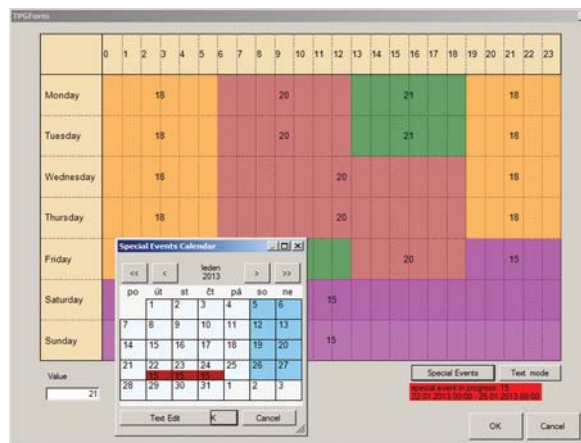 TPGForm
0 1 2 3 4 5 6 7 8 9 10 11 12 13 14 15 16 17 18 19 20 21 22 23
Monday 18 20 21 18
Tuesday 18 20 21 18
Wednesday 18 20 18
Thursday 18 20 18
Friday 20 15
Saturday 15
Sunday 15
Special Events Calendar
<< < leden > >>
2013
po út st čt pá so ne
1 2 3 4 5 6
7 8 9 10 11 12 13
14 15 16 17 18 19 20
21 22 23 24 25 26 27
15 15 15
28 29 30 31 1 2 3
Text Edit K Cancel
Value
21
Special Events Text mode
special event in progress: 15
22.01.2013 00:00 - 25.01.2013 00:00
OK Cancel